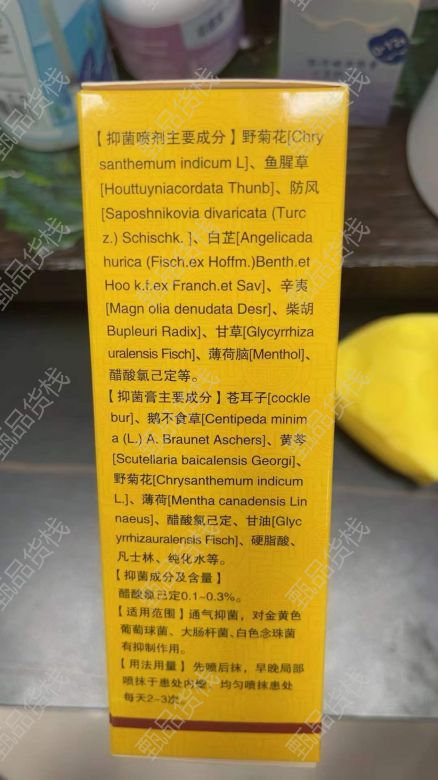 【抑菌喷剂主要成分】野菊花[Chry
santhemum indicum L]、鱼腥草
[Houttuyniacordata Thunb]、防风
[Saposhnikovia divaricata (Turc
z.) Schischk. ]、白芷[Angelicada
hurica (Fisch.ex Hoffm.)Benth.et
Hoo k.f.ex Franch.et Sav]、辛夷
[Magn olia denudata Desr]、柴胡
Bupleuri Radix]、甘草[Glycyrrhiza
uralensis Fisch]、薄荷脑[Menthol]、
醋酸氯己定等。
【抑菌膏主要成分】苍耳子[cockle
bur]、鹅不食草[Centipeda minim
a (L.) A. Braunet Aschers]、黄芩
[Scutellaria baicalensis Georgi]、
野菊花[Chrysanthemum indicum
L.]、薄荷[Mentha canadensis Lin
naeus]、醋酸氯己定、甘油[Glyc
yrrhizauralensis Fisch]、硬脂酸、
凡士林、纯化水等。
【抑菌成分及含量】
醋酸氯己定0.1~0.3%。
【适用范围】通气抑菌，对金黄色
葡萄球菌、大肠杆菌、白色念珠菌
有抑制作用。
【用法用量】先喷后抹，早晚局部
喷抹于患处内壁，均匀喷抹患处
每天2-3次。
甄品货栈